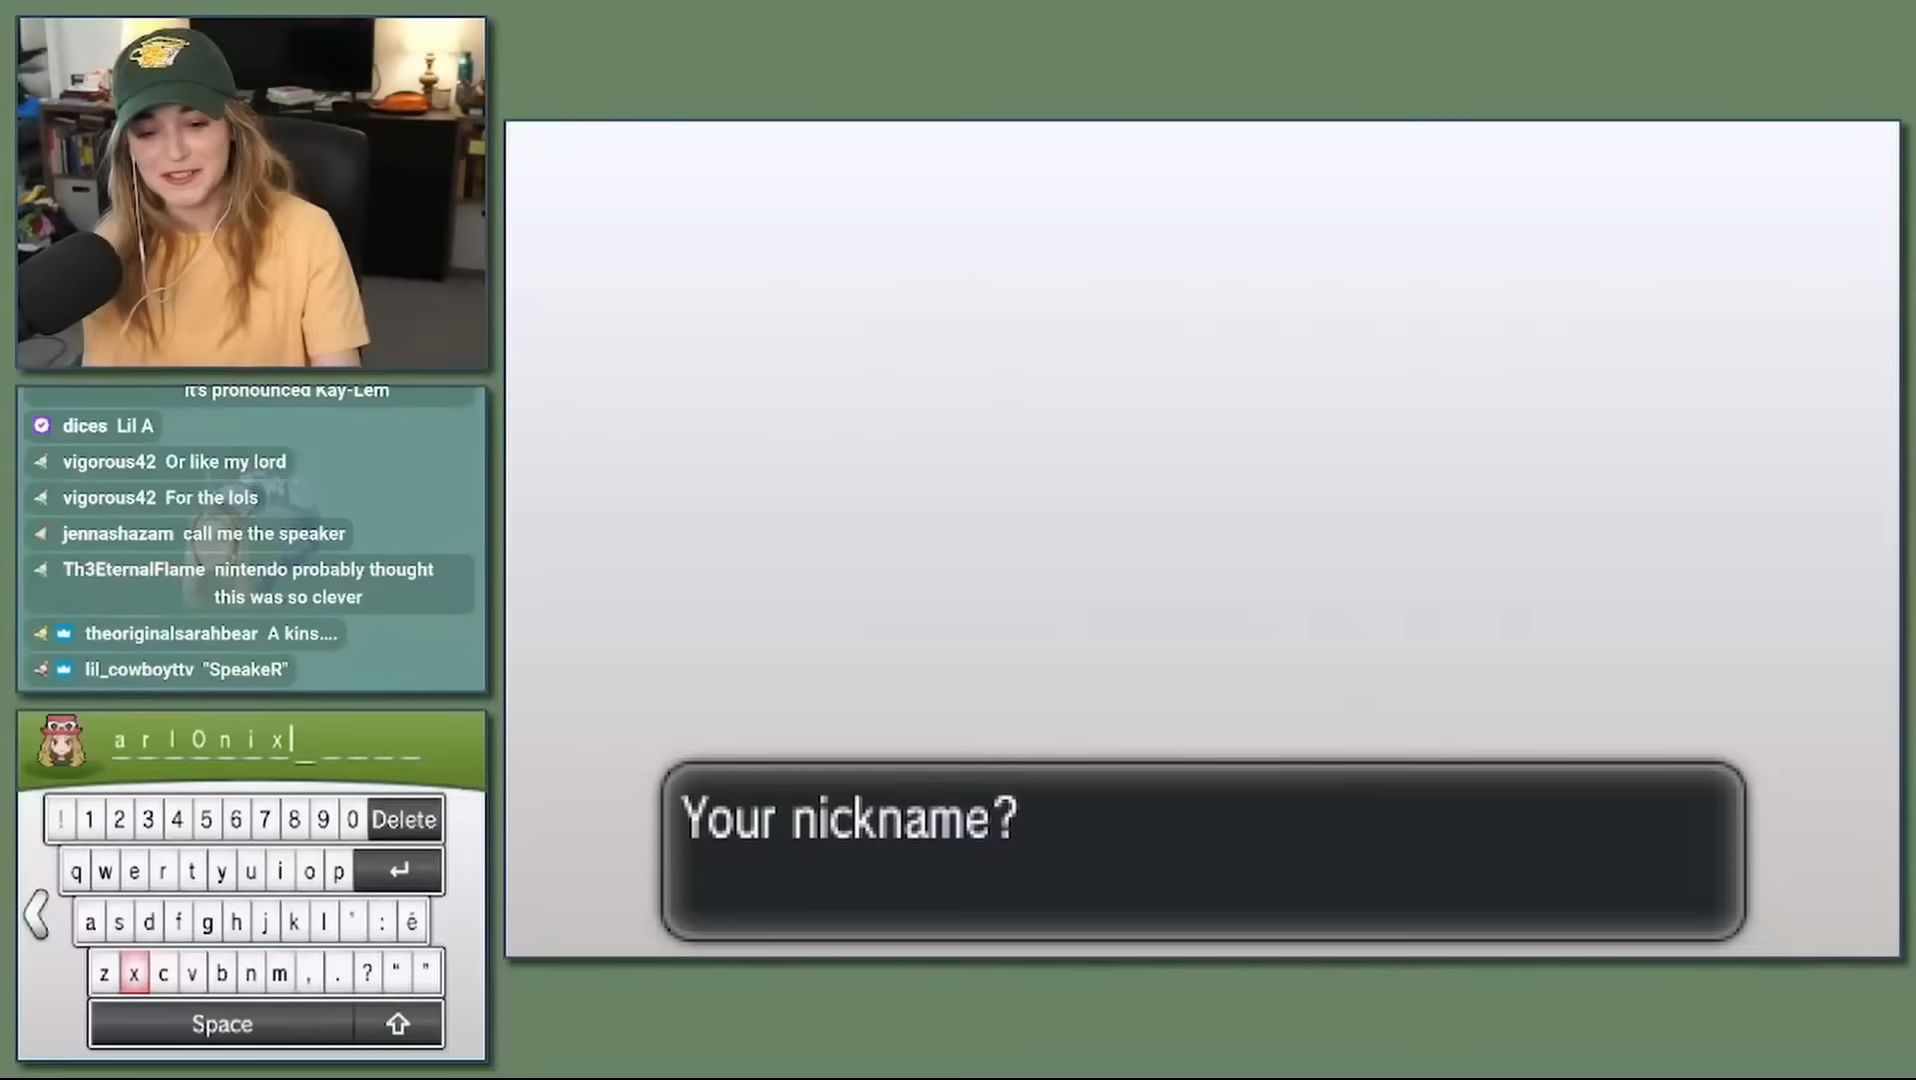 it's pronounced Kay-Lem
dices Lil A
vigorous42 Or like my lord
vigorous42 For the lols
jennashazam call me the speaker
Th3EternalFlame nintendo probably thought
this was so clever
theoriginalsarahbear A kins....
lil_cowboyttv "SpeakeR"
a r l O n i x
! 1 2 3 4 5 6 7 8 9 0 Delete
q w e r t y u i o p
a s d f g h j k l ' : é
z x c v b n m , . ? “ ”
Space
Your nickname?